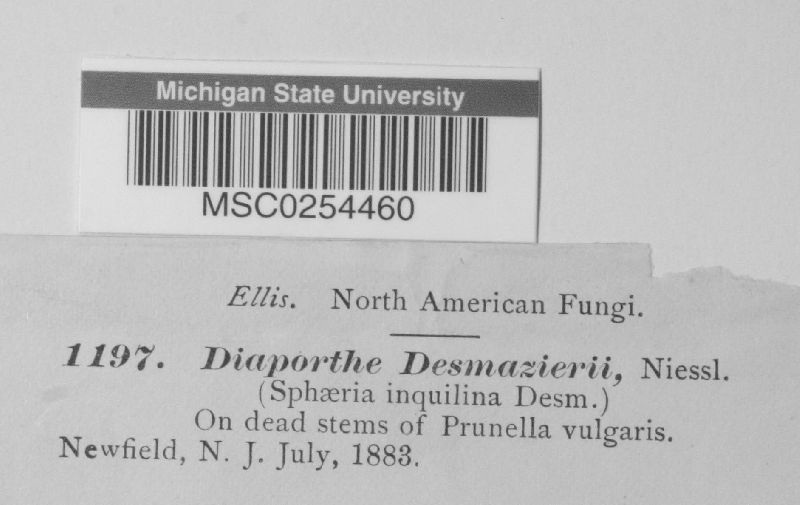 Michigan State University
MSC0254460
Ellis. North American Fungi.
1197. Diaporthe Desmazierii, Niessl.
(Sphæria inquilina Desm.)
On dead stems of Prunella vulgaris.
Newfield, N. J. July, 1883.